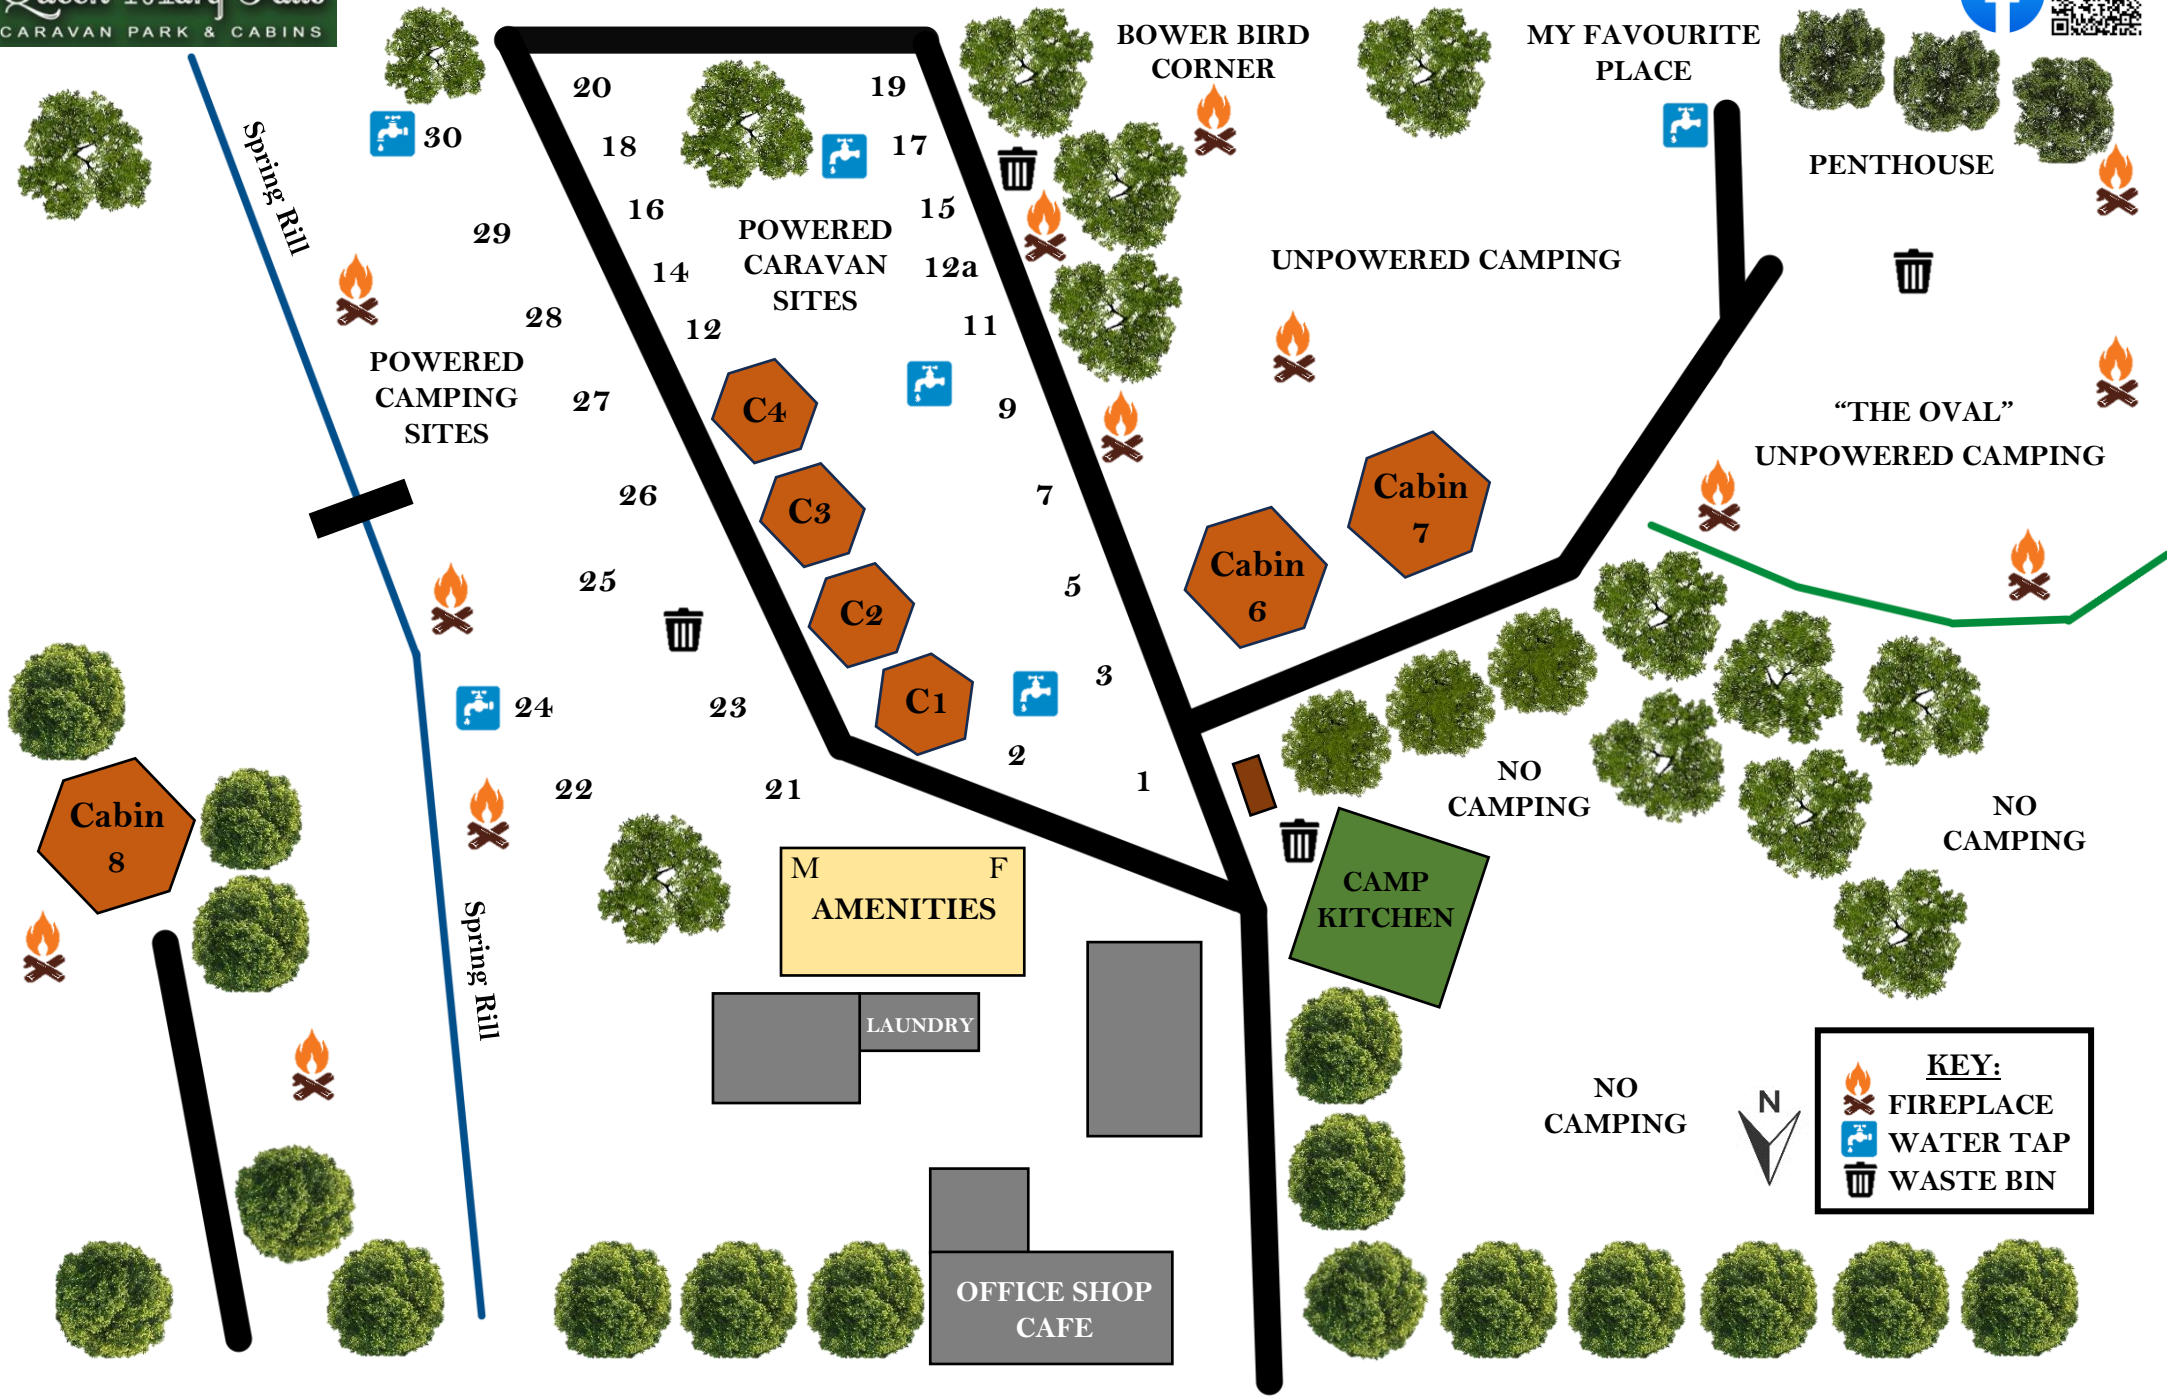 CARAVAN PARK & CABINS
BOWER BIRD
CORNER
MY FAVOURITE
PLACE
PENTHOUSE
20
19
30
18
17
Spring Rill
16
15
29
POWERED
CARAVAN
SITES
14
12a
UNPOWERED CAMPING
28
12
11
POWERED
CAMPING
SITES
27
C4
9
"THE OVAL"
UNPOWERED CAMPING
26
C3
7
Cabin
7
25
C2
5
Cabin
6
24
23
C1
3
2
22
21
1
NO
CAMPING
NO
CAMPING
Cabin
8
M
F
AMENITIES
CAMP
KITCHEN
Spring Rill
LAUNDRY
NO
CAMPING
N
KEY:
FIREPLACE
WATER TAP
WASTE BIN
OFFICE SHOP
CAFE